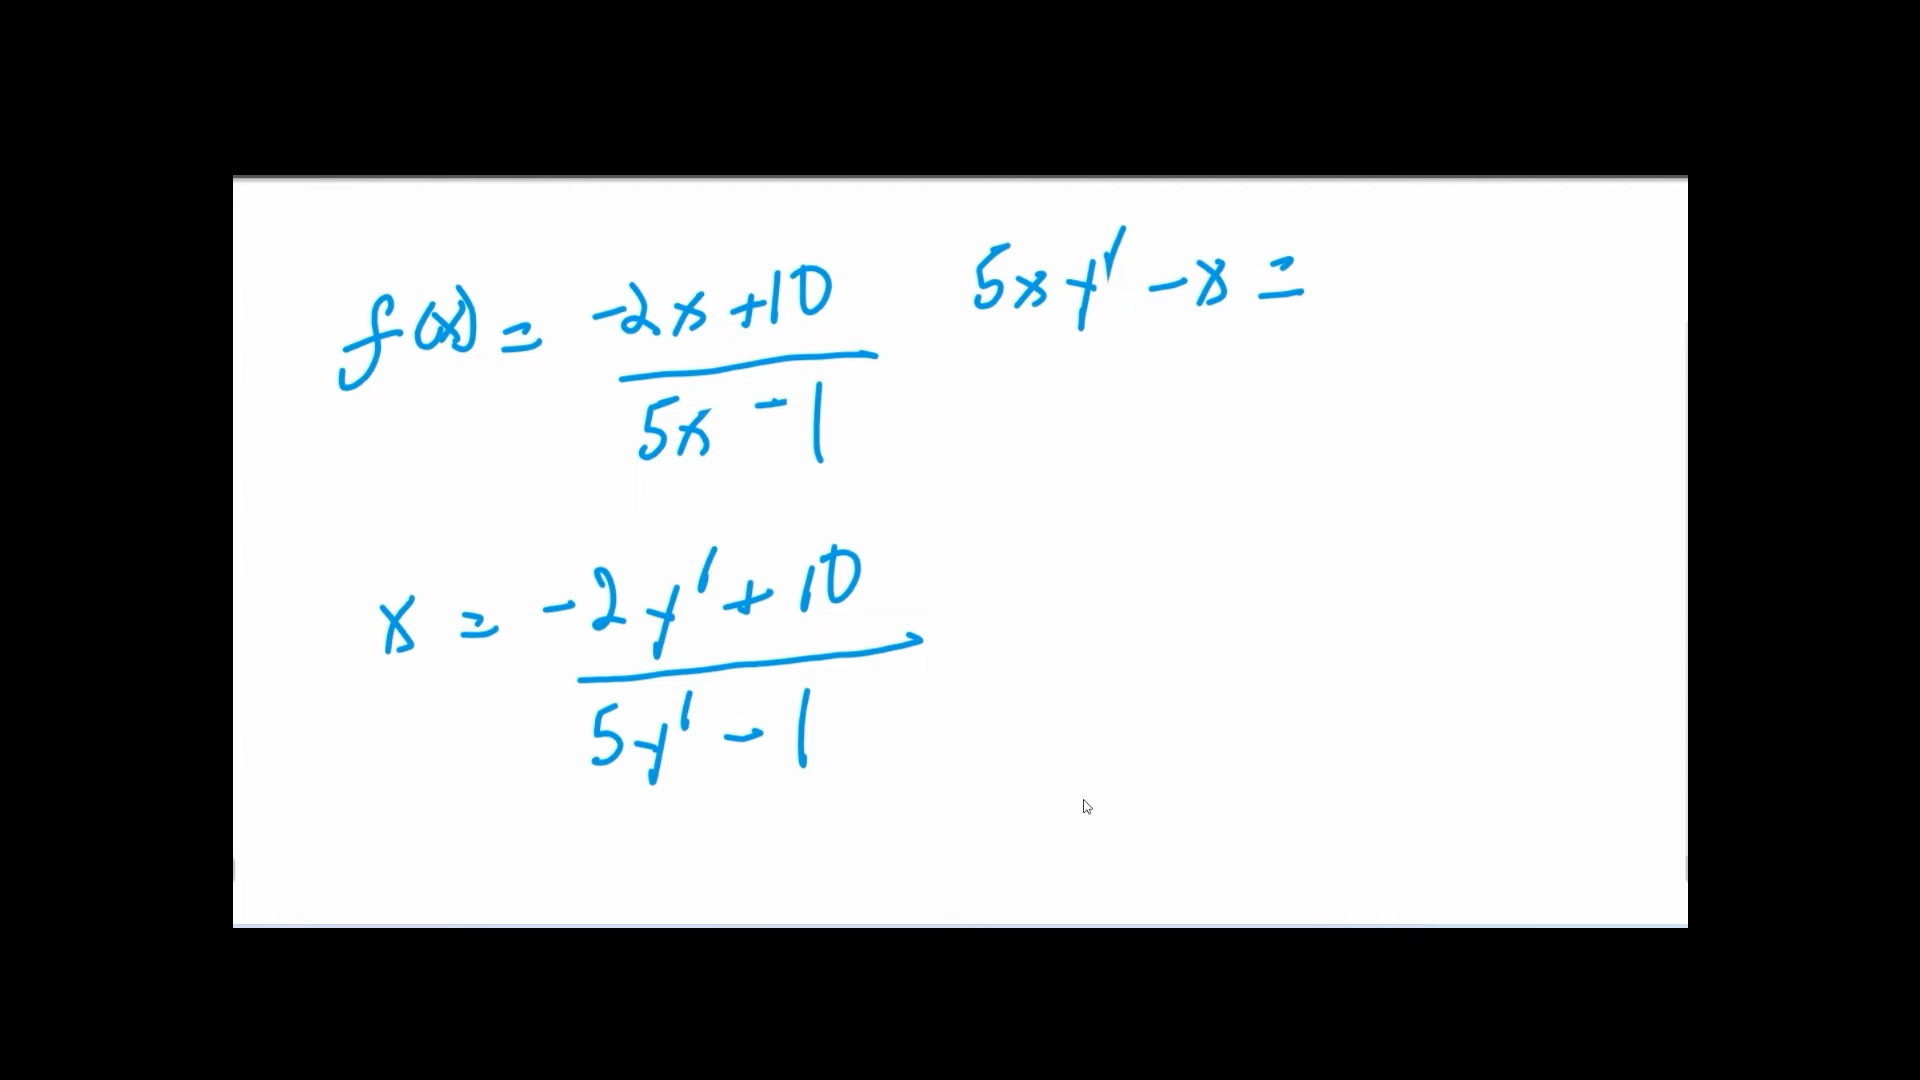 f(x) = (-2x + 10)/(5x - 1)
x = (-2y' + 10)/(5y' - 1)
5xy' - x =